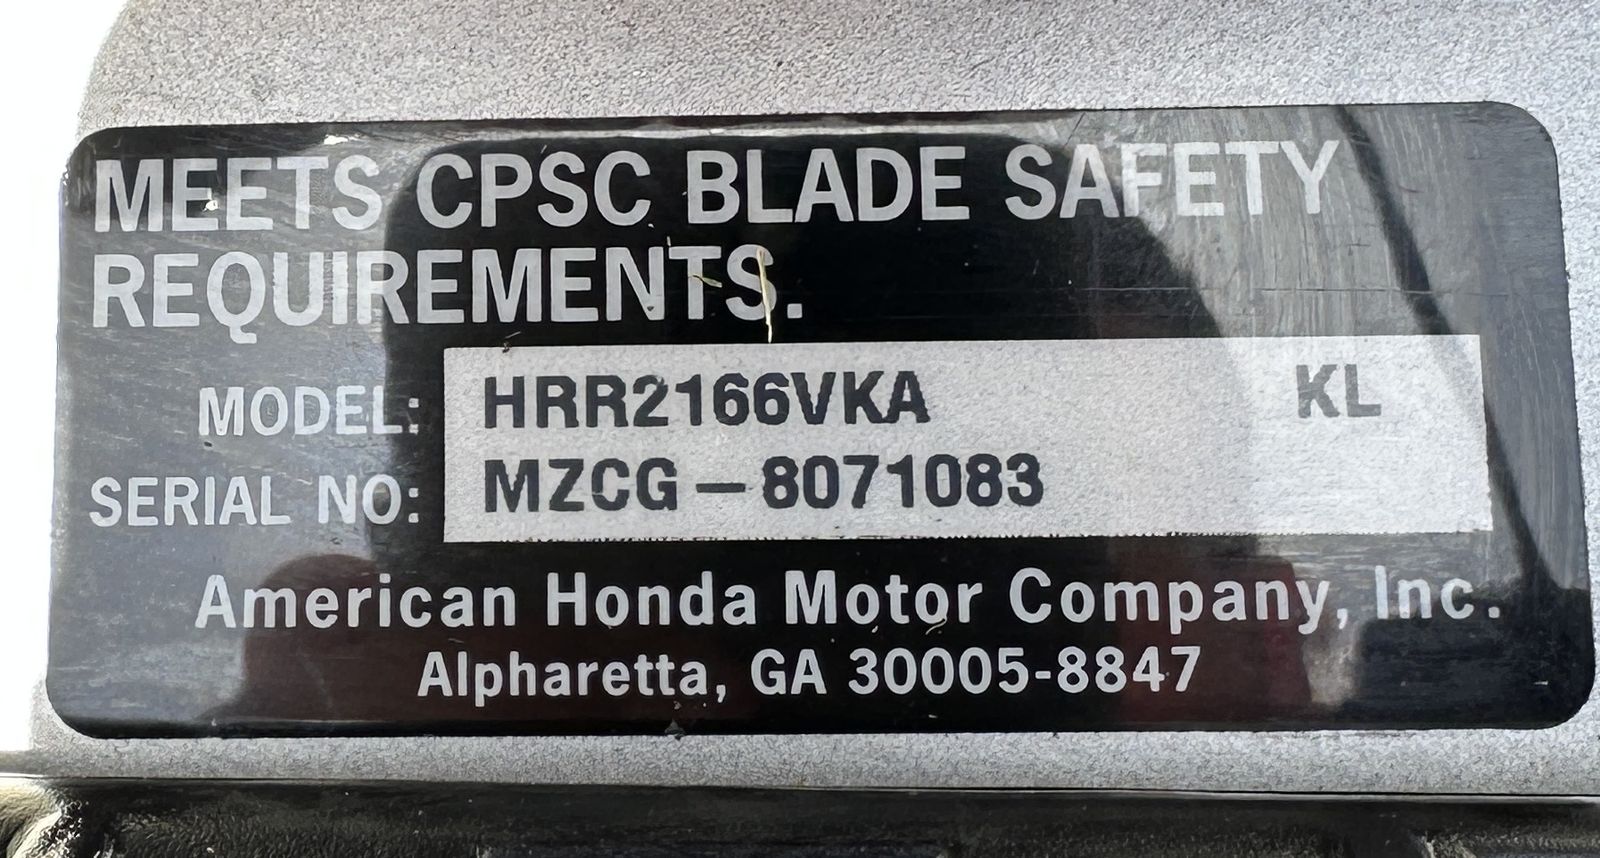 MEETS CPSC BLADE SAFETY
REQUIREMENTS.
MODEL: HRR2166VKA KL
SERIAL NO: MZCG-8071083
American Honda Motor Company, Inc.
Alpharetta, GA 30005-8847